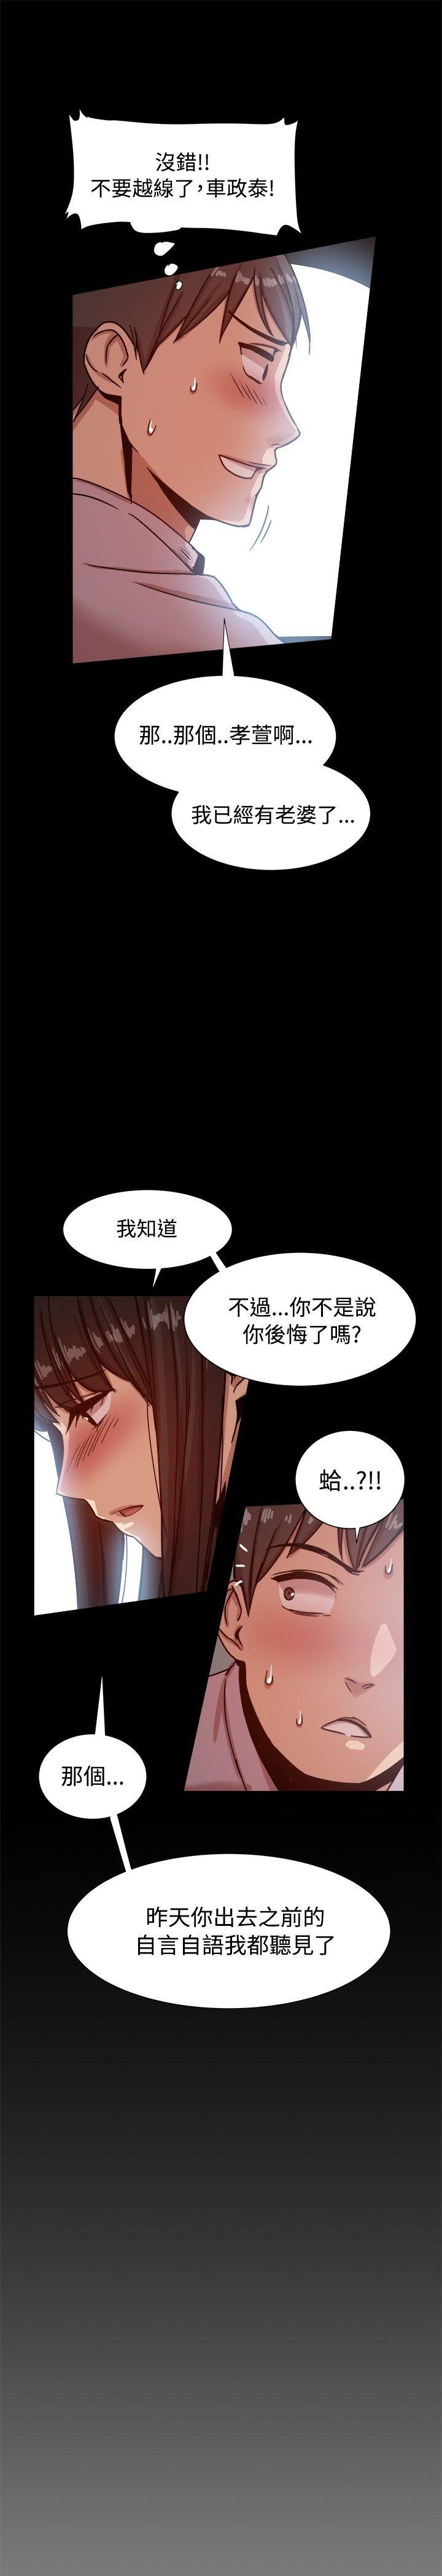 沒錯!!
不要越線了，車政泰!
那..那個..孝萱啊...
我已經有老婆了...
我知道
不過...你不是說
你後悔了嗎?
蛤..?!!
那個...
昨天你出去之前的
自言自語我都聽見了